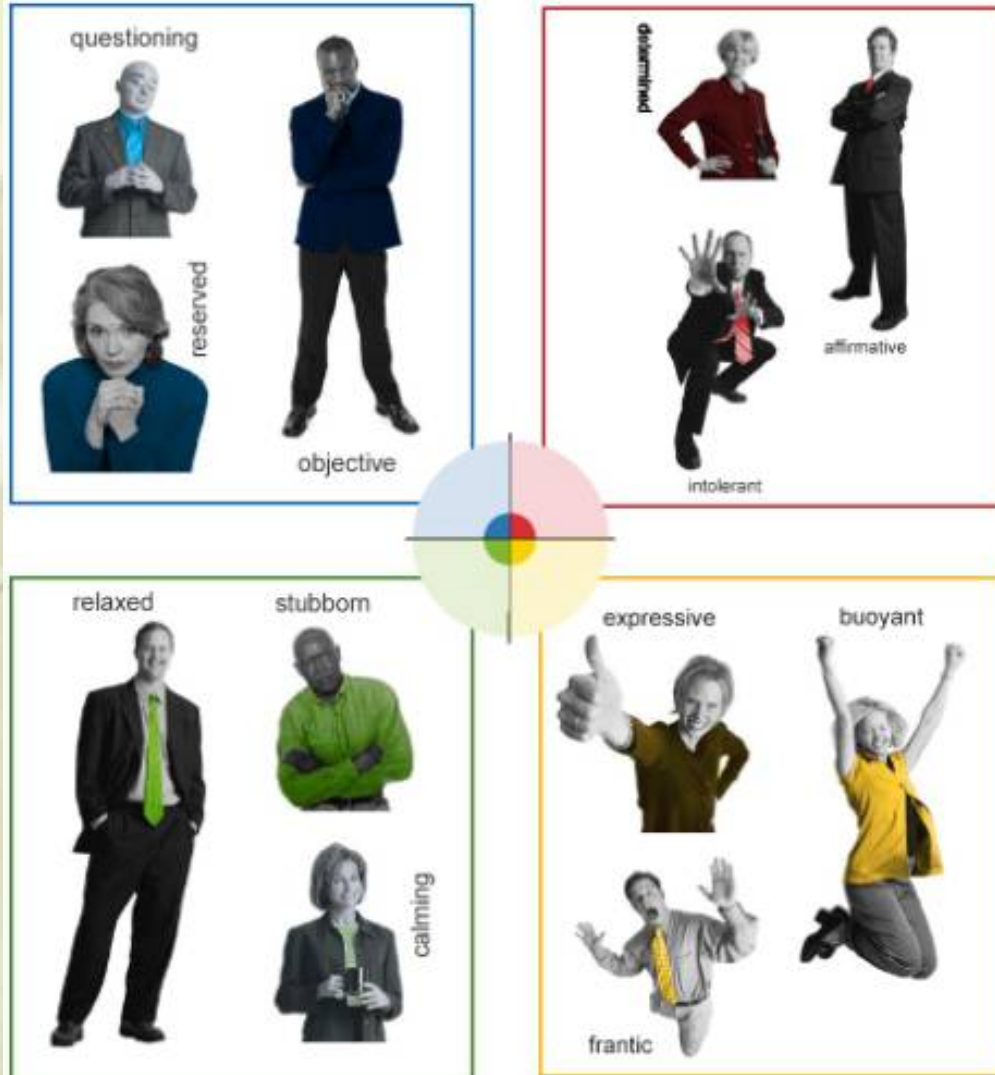 questioning
reserved
objective
determined
affirmative
intolerant
relaxed
stubborn
calming
expressive
buoyant
frantic